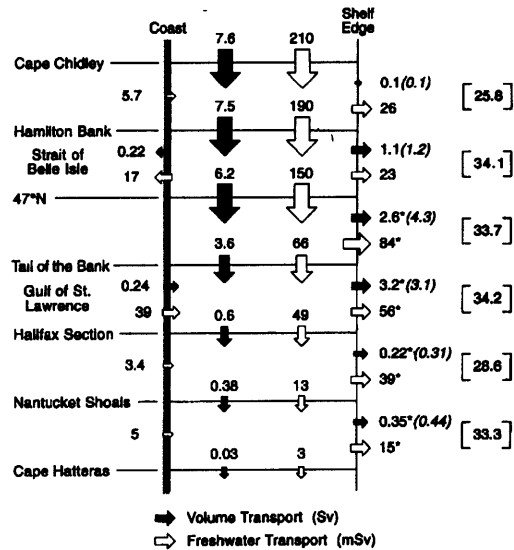 Coast
Shelf Edge
7.6 210
Cape Chidley
0.1(0.1)
5.7
26
[25.8]
7.5 190
Hamilton Bank
0.22
1.1(1.2)
Strait of Belle Isle
[34.1]
17
23
6.2 150
47°N
2.6*(4.3)
[33.7]
84*
3.6 66
Tail of the Bank
0.24
3.2*(3.1)
Gulf of St. Lawrence
[34.2]
39
56*
0.6 49
Halifax Section
0.22*(0.31)
3.4
[28.6]
39*
0.38 13
Nantucket Shoals
0.35*(0.44)
5
[33.3]
15*
0.03 3
Cape Hatteras
Volume Transport (Sv)
Freshwater Transport (mSv)